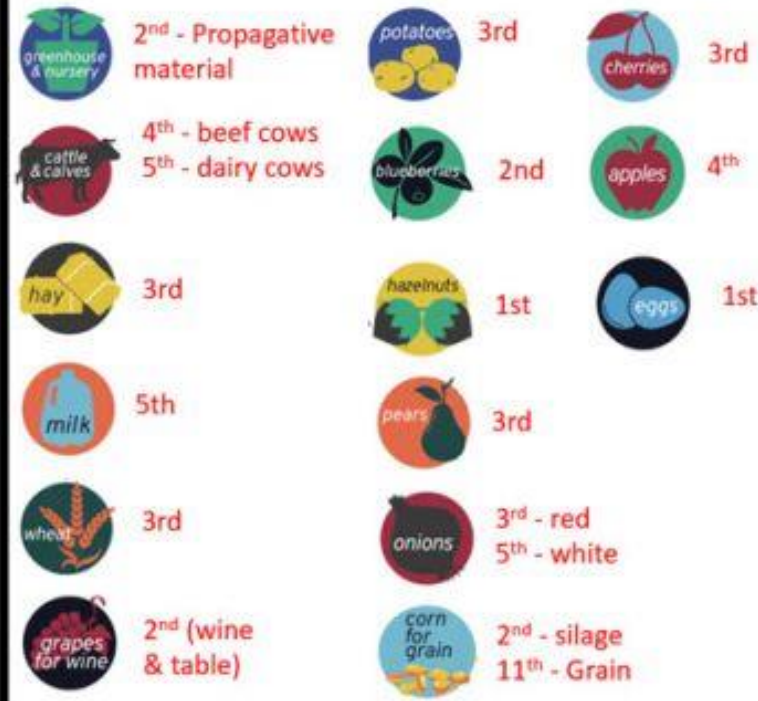 greenhouse
& nursery
2nd - Propagative
material
potatoes
3rd
cherries
3rd
cattle
& calves
4th - beef cows
5th - dairy cows
blueberries
2nd
apples
4th
hay
3rd
hazelnuts
1st
eggs
1st
milk
5th
pears
3rd
wheat
3rd
onions
3rd - red
5th - white
grapes
for wine
2nd (wine
& table)
corn
for
grain
2nd - silage
11th - Grain